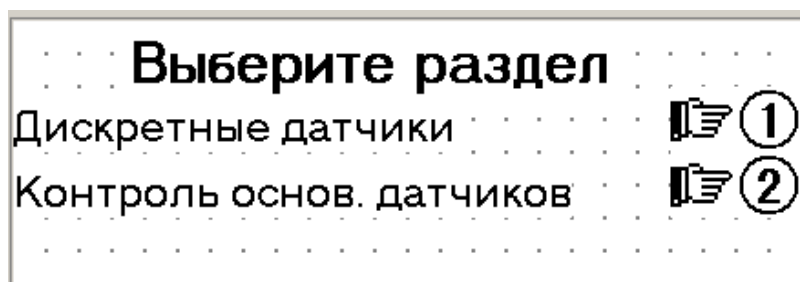 Выберите раздел
Дискретные датчики 1
Контроль основ. датчиков 2